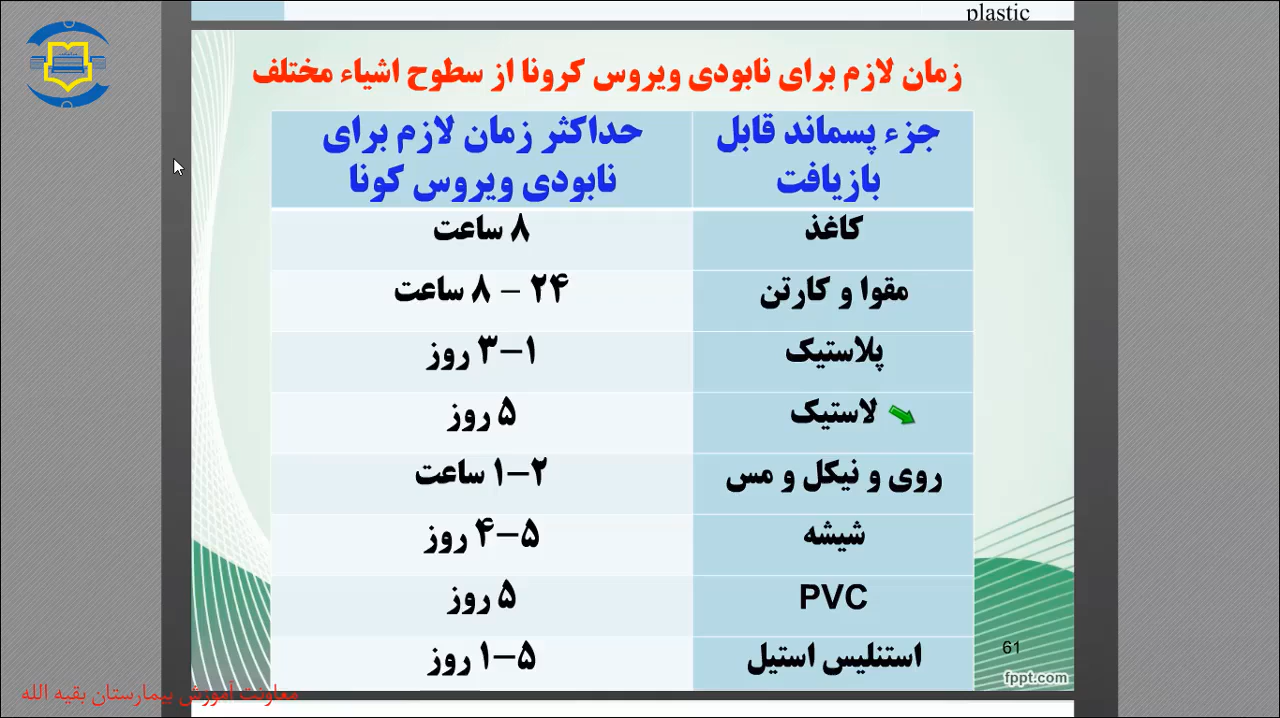 plastic
زمان لازم برای نابودی ویروس کرونا از سطوح اشیاء مختلف
جزء پسماند قابل بازیافت
حداکثر زمان لازم برای نابودی ویروس کونا
کاغذ
۸ ساعت
مقوا و کارتن
۲۴ – ۸ ساعت
پلاستیک
۱–۳ روز
لاستیک
۵ روز
روی و نیکل و مس
۲–۱ ساعت
شیشه
۵–۴ روز
PVC
۵ روز
استنلیس استیل
۵–۱ روز
61
fppt.com
معاونت آموزش بیمارستان بقیه الله